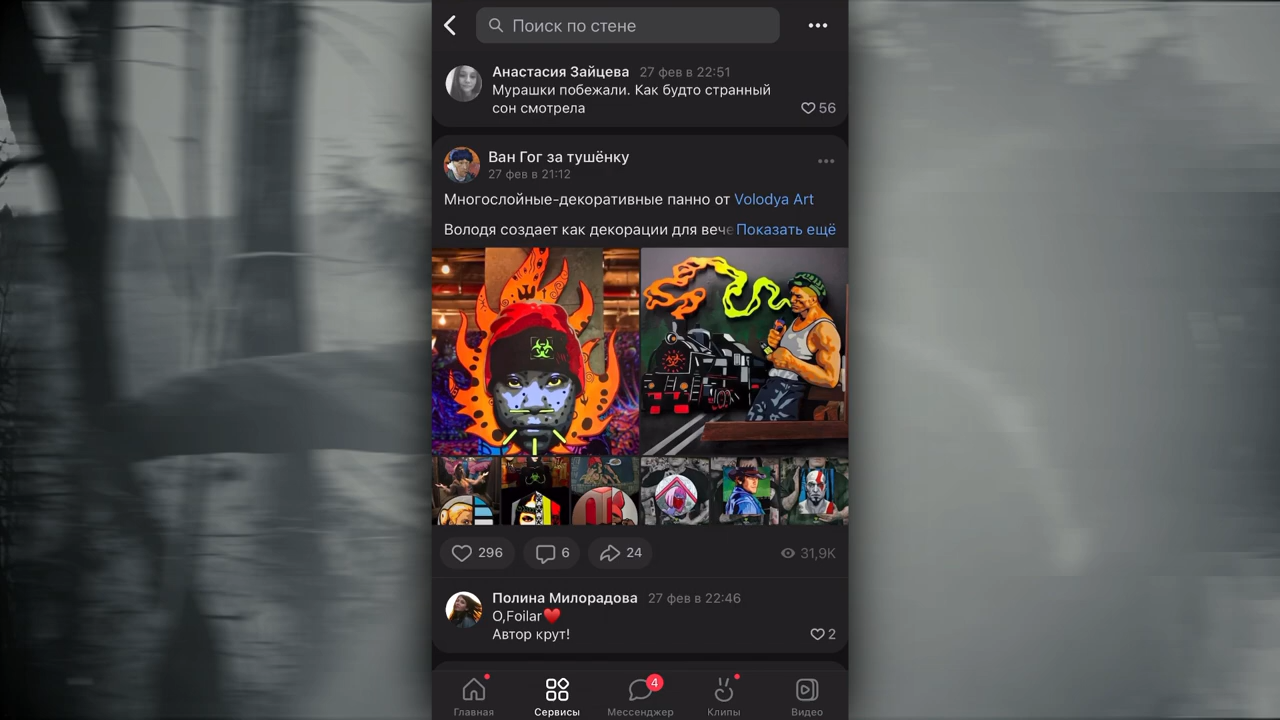 Поиск по стене
Анастасия Зайцева 27 фев в 22:51
Мурашки побежали. Как будто странный
сон смотрела
56
Ван Гог за тушёнку
27 фев в 21:12
Многослойные-декоративные панно от Volodya Art
Володя создает как декорации для вече Показать ещё
296 6 24 31,9K
Полина Милорадова 27 фев в 22:46
O,Foilar❤️
Автор крут!
2
4
Главная Сервисы Мессенджер Клипы Видео